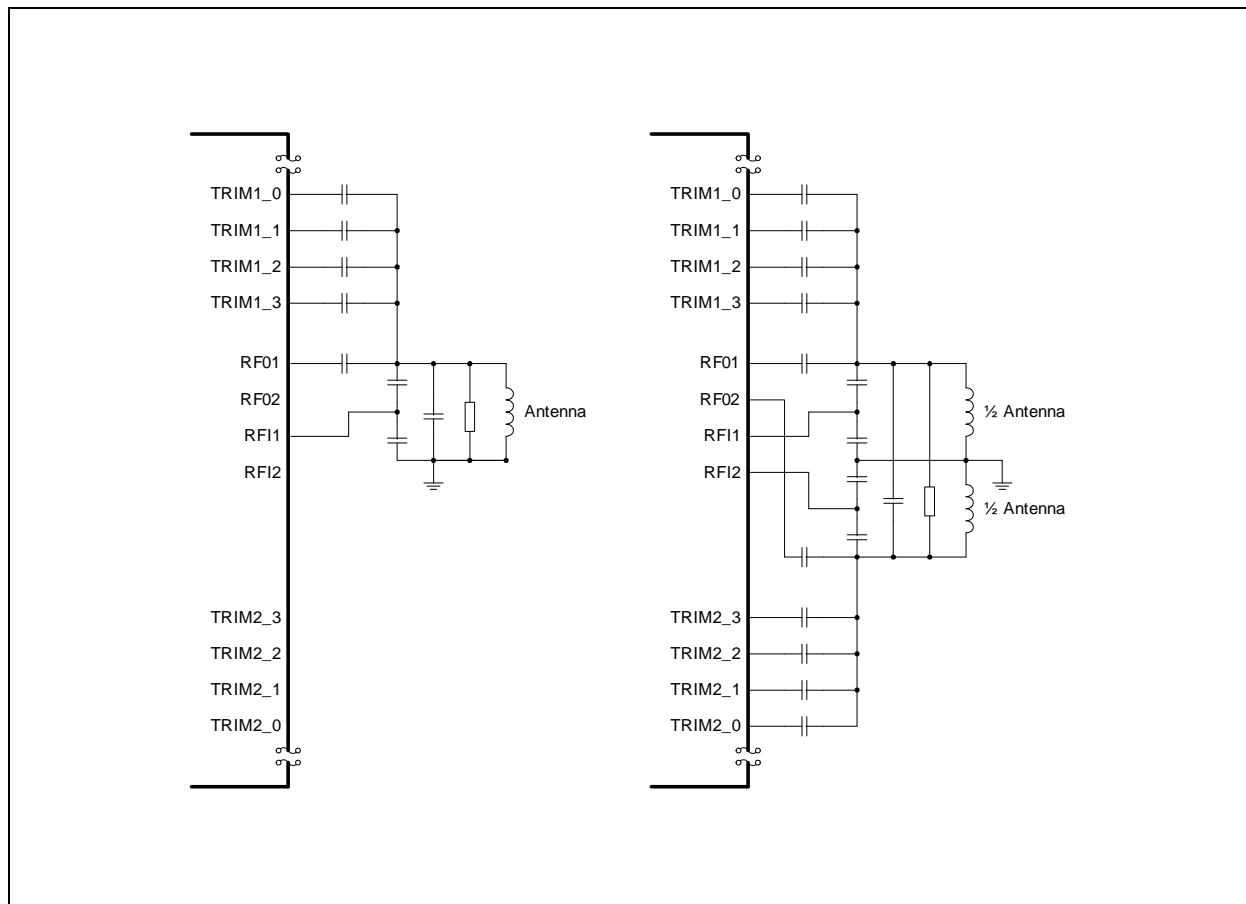 TRIM1_0
TRIM1_1
TRIM1_2
TRIM1_3
RF01
RF02
RFI1
RFI2
Antenna
TRIM2_3
TRIM2_2
TRIM2_1
TRIM2_0
TRIM1_0
TRIM1_1
TRIM1_2
TRIM1_3
RF01
RF02
RFI1
RFI2
½ Antenna
½ Antenna
TRIM2_3
TRIM2_2
TRIM2_1
TRIM2_0